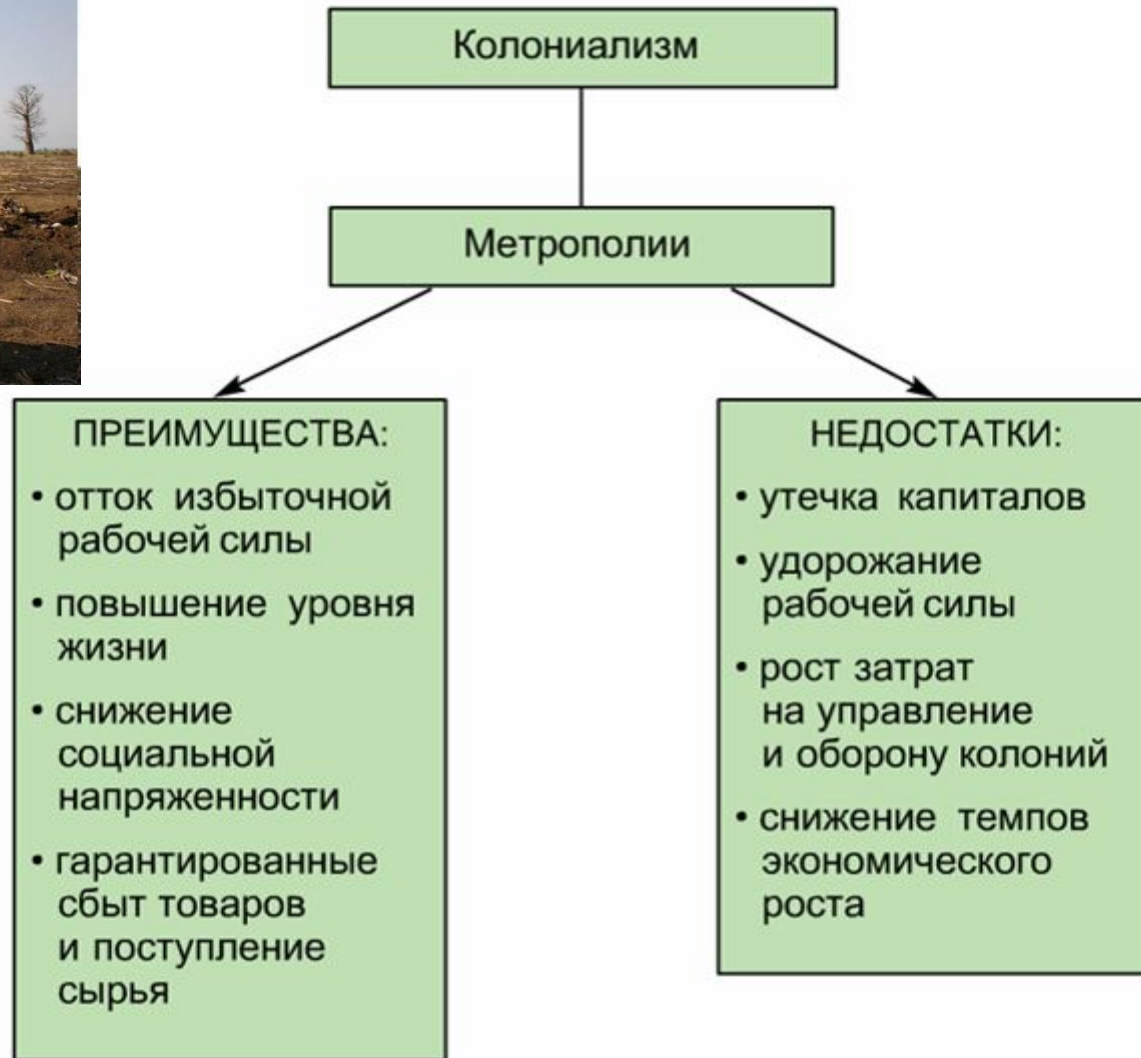 Колониализм
Метрополии
ПРЕИМУЩЕСТВА:
• отток избыточной
рабочей силы
• повышение уровня
жизни
• снижение
социальной
напряженности
• гарантированные
сбыт товаров
и поступление
сырья
НЕДОСТАТКИ:
• утечка капиталов
• удорожание
рабочей силы
• рост затрат
на управление
и оборону колоний
• снижение темпов
экономического
роста